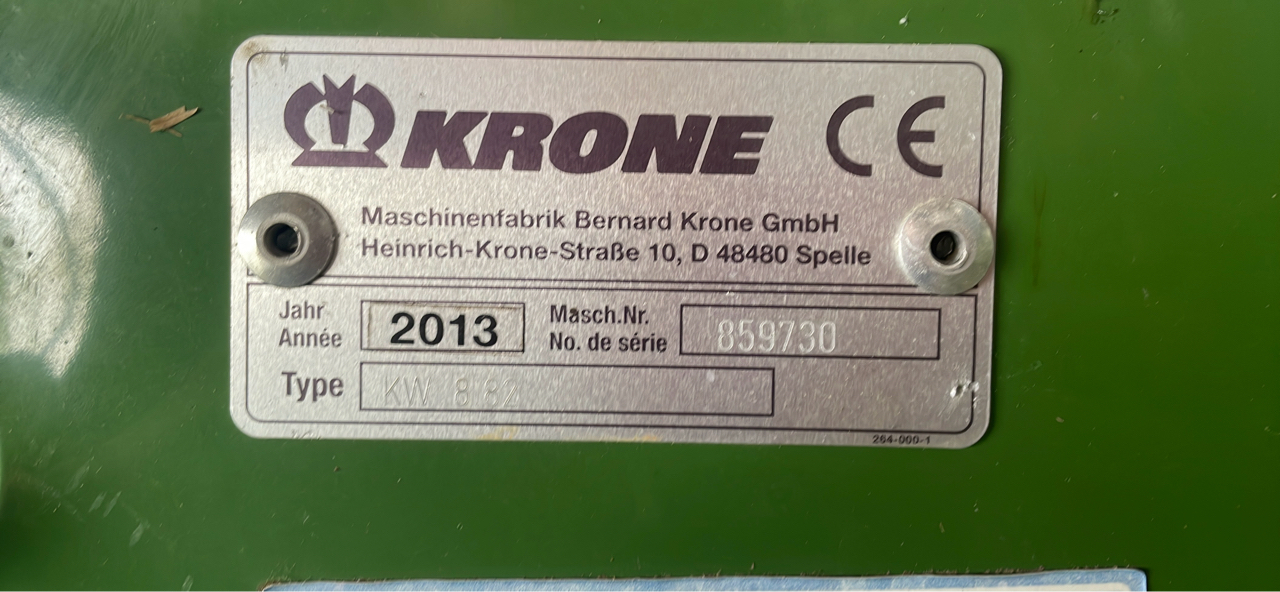 KRONE CE
Maschinenfabrik Bernard Krone GmbH
Heinrich-Krone-Straße 10, D 48480 Spelle
Jahr
Année
2013
Masch.Nr.
No. de série
859730
Type
KW 8 82
264-000-1